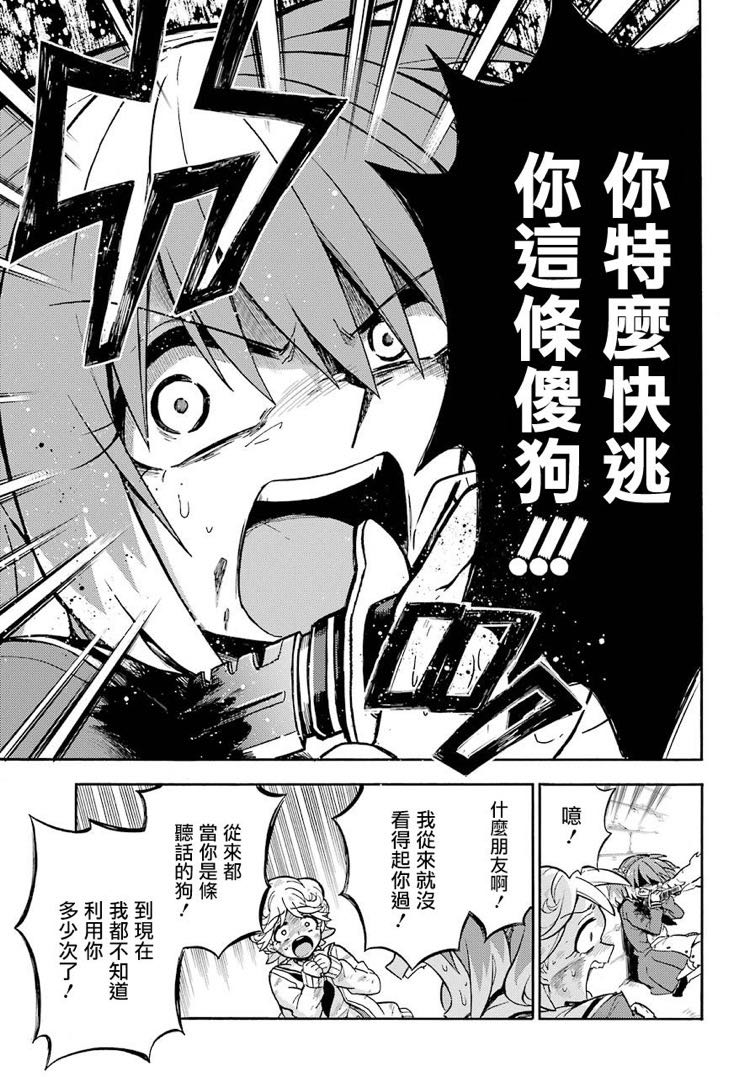 你特麼快逃
你這條傻狗
!!!
噫！
什麼朋友啊！
我從來就沒
看得起你過！
從來都
當你是條
聽話的狗！
到現在
我都不知道
利用你
多少次了！